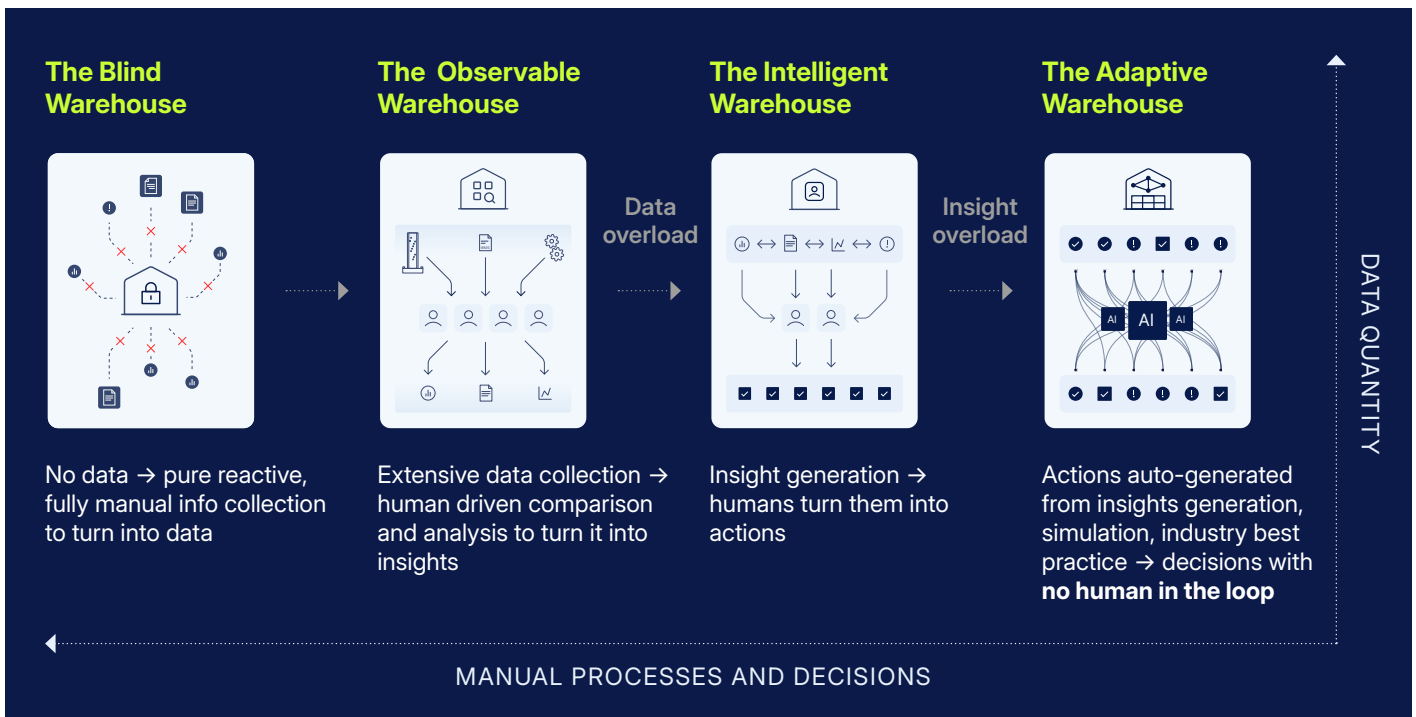 The Blind
Warehouse
The Observable
Warehouse
The Intelligent
Warehouse
The Adaptive
Warehouse
Data
overload
Insight
overload
AI
AI
AI
No data → pure reactive,
fully manual info collection
to turn into data
Extensive data collection →
human driven comparison
and analysis to turn it into
insights
Insight generation →
humans turn them into
actions
Actions auto-generated
from insights generation,
simulation, industry best
practice → decisions with
no human in the loop
DATA QUANTITY
MANUAL PROCESSES AND DECISIONS